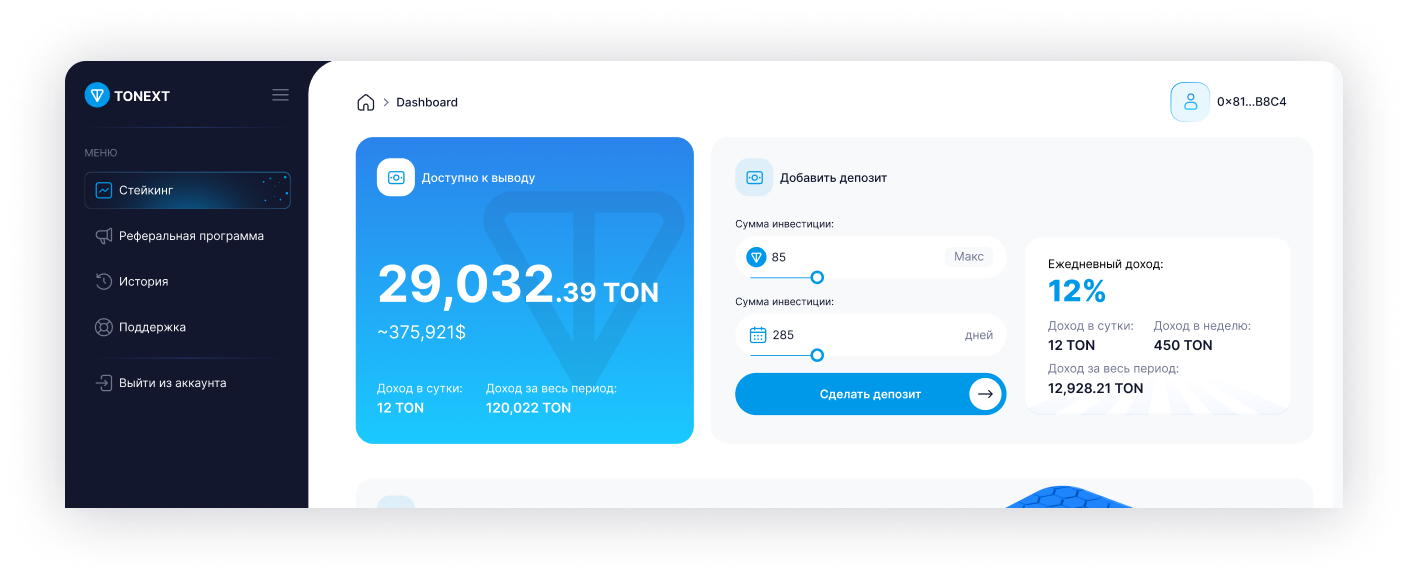 TONEXT
МЕНЮ
Стейкинг
Реферальная программа
История
Поддержка
Выйти из аккаунта
Dashboard
0×81...B8C4
Доступно к выводу
29,032.39 TON
~375,921$
Доход в сутки:
12 TON
Доход за весь период:
120,022 TON
Добавить депозит
Сумма инвестиции:
85
Макс
Сумма инвестиции:
285
дней
Сделать депозит
Ежедневный доход:
12%
Доход в сутки:
12 TON
Доход в неделю:
450 TON
Доход за весь период:
12,928.21 TON